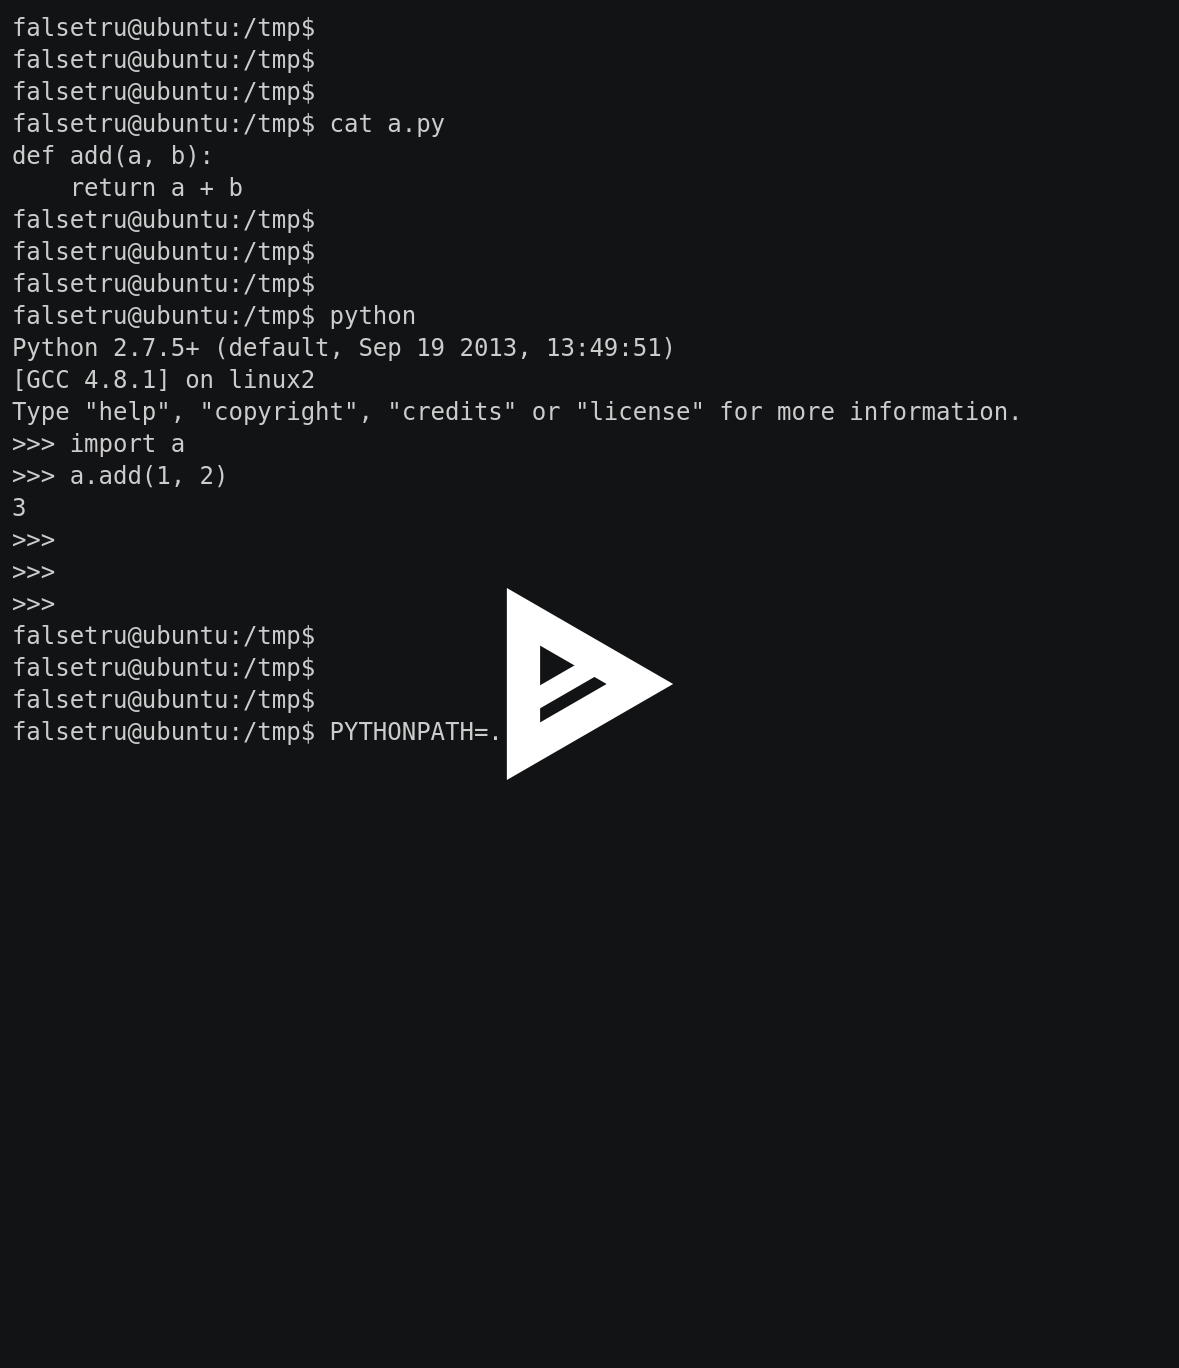 falsetru@ubuntu:/tmp$
falsetru@ubuntu:/tmp$
falsetru@ubuntu:/tmp$
falsetru@ubuntu:/tmp$ cat a.py
def add(a, b):
    return a + b
falsetru@ubuntu:/tmp$
falsetru@ubuntu:/tmp$
falsetru@ubuntu:/tmp$
falsetru@ubuntu:/tmp$ python
Python 2.7.5+ (default, Sep 19 2013, 13:49:51)
[GCC 4.8.1] on linux2
Type "help", "copyright", "credits" or "license" for more information.
>>> import a
>>> a.add(1, 2)
3
>>>
>>>
>>>
falsetru@ubuntu:/tmp$
falsetru@ubuntu:/tmp$
falsetru@ubuntu:/tmp$
falsetru@ubuntu:/tmp$ PYTHONPATH=.